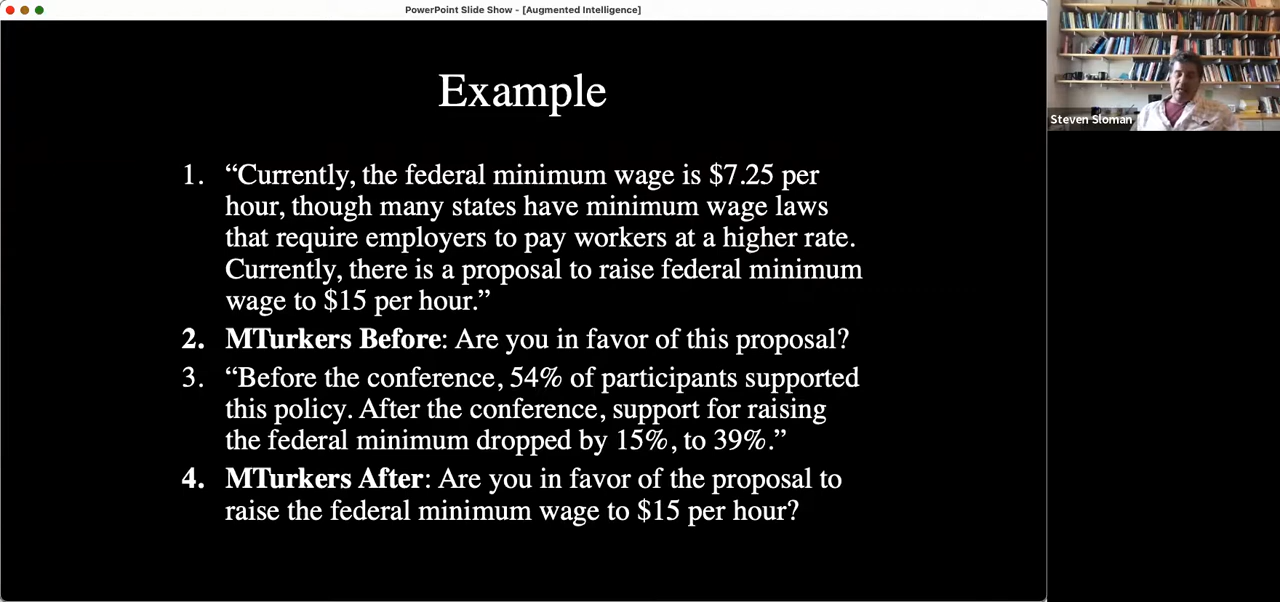 PowerPoint Slide Show - [Augmented Intelligence]
Example
Steven Sloman
1. “Currently, the federal minimum wage is $7.25 per
hour, though many states have minimum wage laws
that require employers to pay workers at a higher rate.
Currently, there is a proposal to raise federal minimum
wage to $15 per hour.”
2. MTurkers Before: Are you in favor of this proposal?
3. “Before the conference, 54% of participants supported
this policy. After the conference, support for raising
the federal minimum dropped by 15%, to 39%.”
4. MTurkers After: Are you in favor of the proposal to
raise the federal minimum wage to $15 per hour?